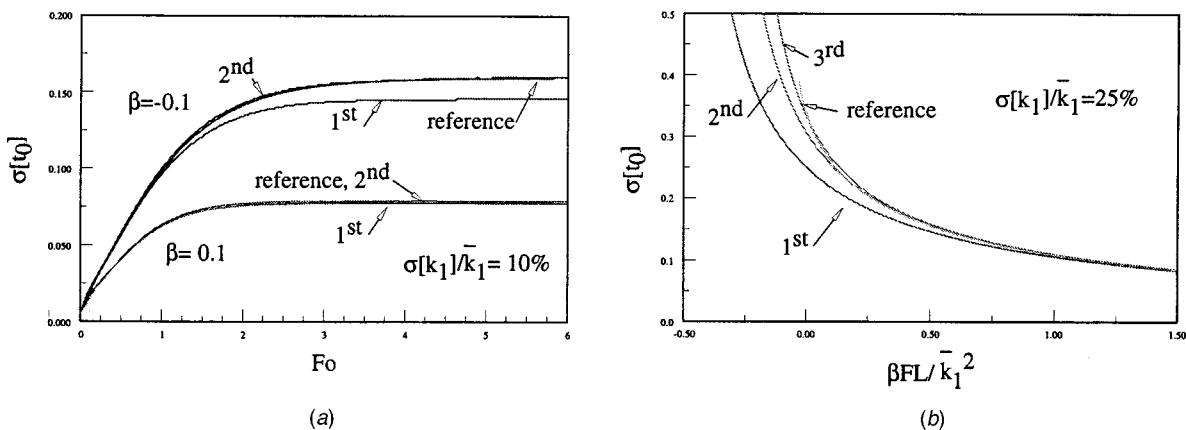 0.200
0.150
0.100
0.050
0.000
σ[t₀]
β=-0.1
2nd
1st
reference
reference, 2nd
1st
β= 0.1
σ[k₁]/k̄₁= 10%
0 1 2 3 4 5 6
Fo
(a)
0.5
0.4
0.3
0.2
0.1
0.0
σ[t₀]
3rd
2nd
reference
σ[k₁]/k̄₁=25%
1st
-0.50 0.00 0.50 1.00 1.50
βFL/k̄₁²
(b)